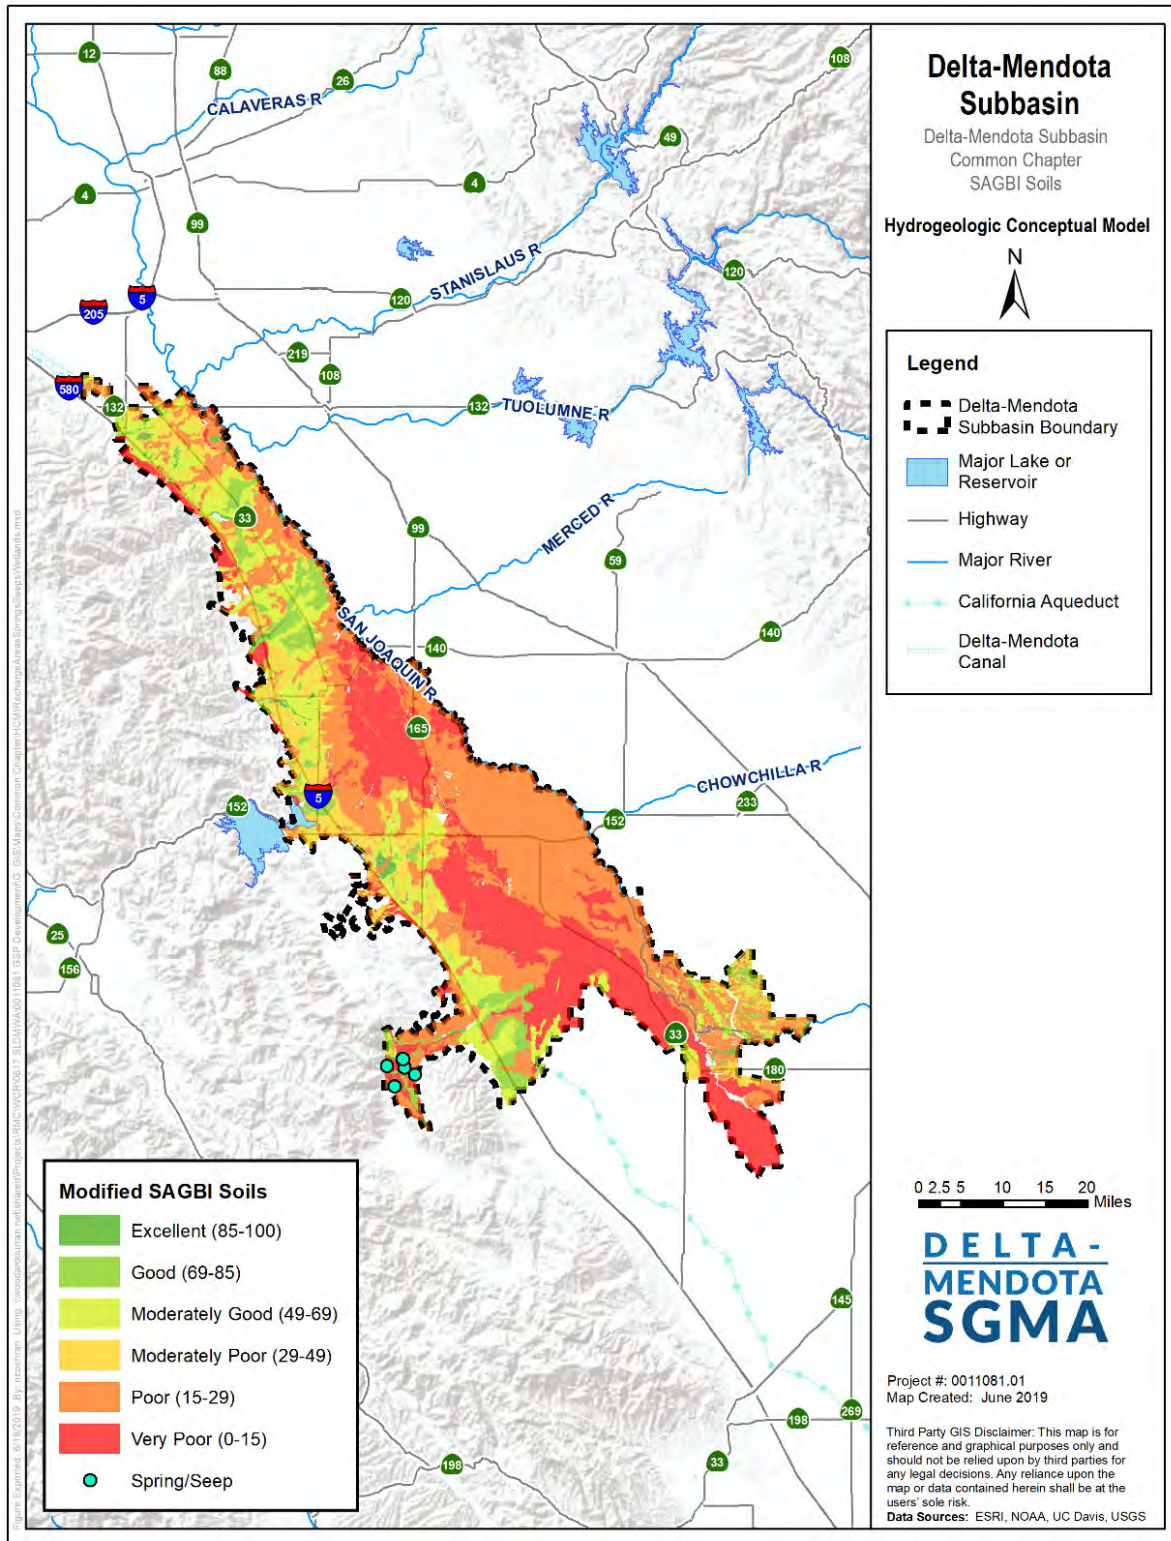 Delta-Mendota
Subbasin
Delta-Mendota Subbasin
Common Chapter
SAGBI Soils
Hydrogeologic Conceptual Model
N
Legend
Delta-Mendota
Subbasin Boundary
Major Lake or
Reservoir
Highway
Major River
California Aqueduct
Delta-Mendota
Canal
0 2.5 5 10 15 20
Miles
DELTA-
MENDOTA
SGMA
Project #: 0011081.01
Map Created: June 2019
Third Party GIS Disclaimer: This map is for
reference and graphical purposes only and
should not be relied upon by third parties for
any legal decisions. Any reliance upon the
map or data contained herein shall be at the
users' sole risk.
Data Sources: ESRI, NOAA, UC Davis, USGS
12
88
26
108
CALAVERAS R
49
4
4
99
STANISLAUS R
120
5
205
120
219
108
580
132
132
TUOLUMNE R
33
99
MERCED R
59
SAN JOAQUIN R
140
140
165
CHOWCHILLA R
5
152
152
233
25
156
33
180
145
269
198
33
198
Modified SAGBI Soils
Excellent (85-100)
Good (69-85)
Moderately Good (49-69)
Moderately Poor (29-49)
Poor (15-29)
Very Poor (0-15)
Spring/Seep